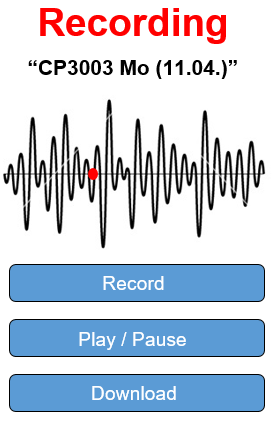 Recording
“CP3003 Mo (11.04.)”
Record
Play / Pause
Download